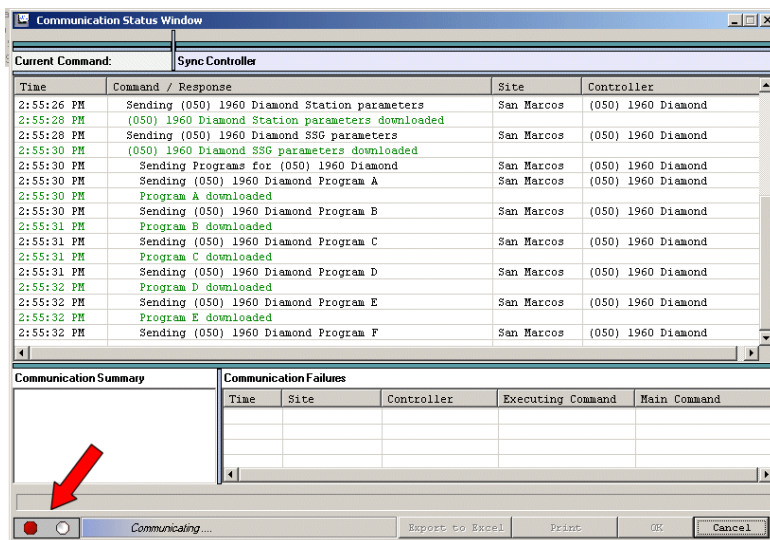 Communication Status Window
Current Command: Sync Controller
Time Command / Response Site Controller
2:55:26 PM Sending (050) 1960 Diamond Station parameters San Marcos (050) 1960 Diamond
2:55:28 PM (050) 1960 Diamond Station parameters downloaded
2:55:28 PM Sending (050) 1960 Diamond SSG parameters San Marcos (050) 1960 Diamond
2:55:30 PM (050) 1960 Diamond SSG parameters downloaded
2:55:30 PM Sending Programs for (050) 1960 Diamond San Marcos (050) 1960 Diamond
2:55:30 PM Sending (050) 1960 Diamond Program A San Marcos (050) 1960 Diamond
2:55:30 PM Program A downloaded
2:55:30 PM Sending (050) 1960 Diamond Program B San Marcos (050) 1960 Diamond
2:55:31 PM Program B downloaded
2:55:31 PM Sending (050) 1960 Diamond Program C San Marcos (050) 1960 Diamond
2:55:31 PM Program C downloaded
2:55:31 PM Sending (050) 1960 Diamond Program D San Marcos (050) 1960 Diamond
2:55:32 PM Program D downloaded
2:55:32 PM Sending (050) 1960 Diamond Program E San Marcos (050) 1960 Diamond
2:55:32 PM Program E downloaded
2:55:32 PM Sending (050) 1960 Diamond Program F San Marcos (050) 1960 Diamond
Communication Summary Communication Failures
Time Site Controller Executing Command Main Command
Communicating.... Export to Excel Print OK Cancel